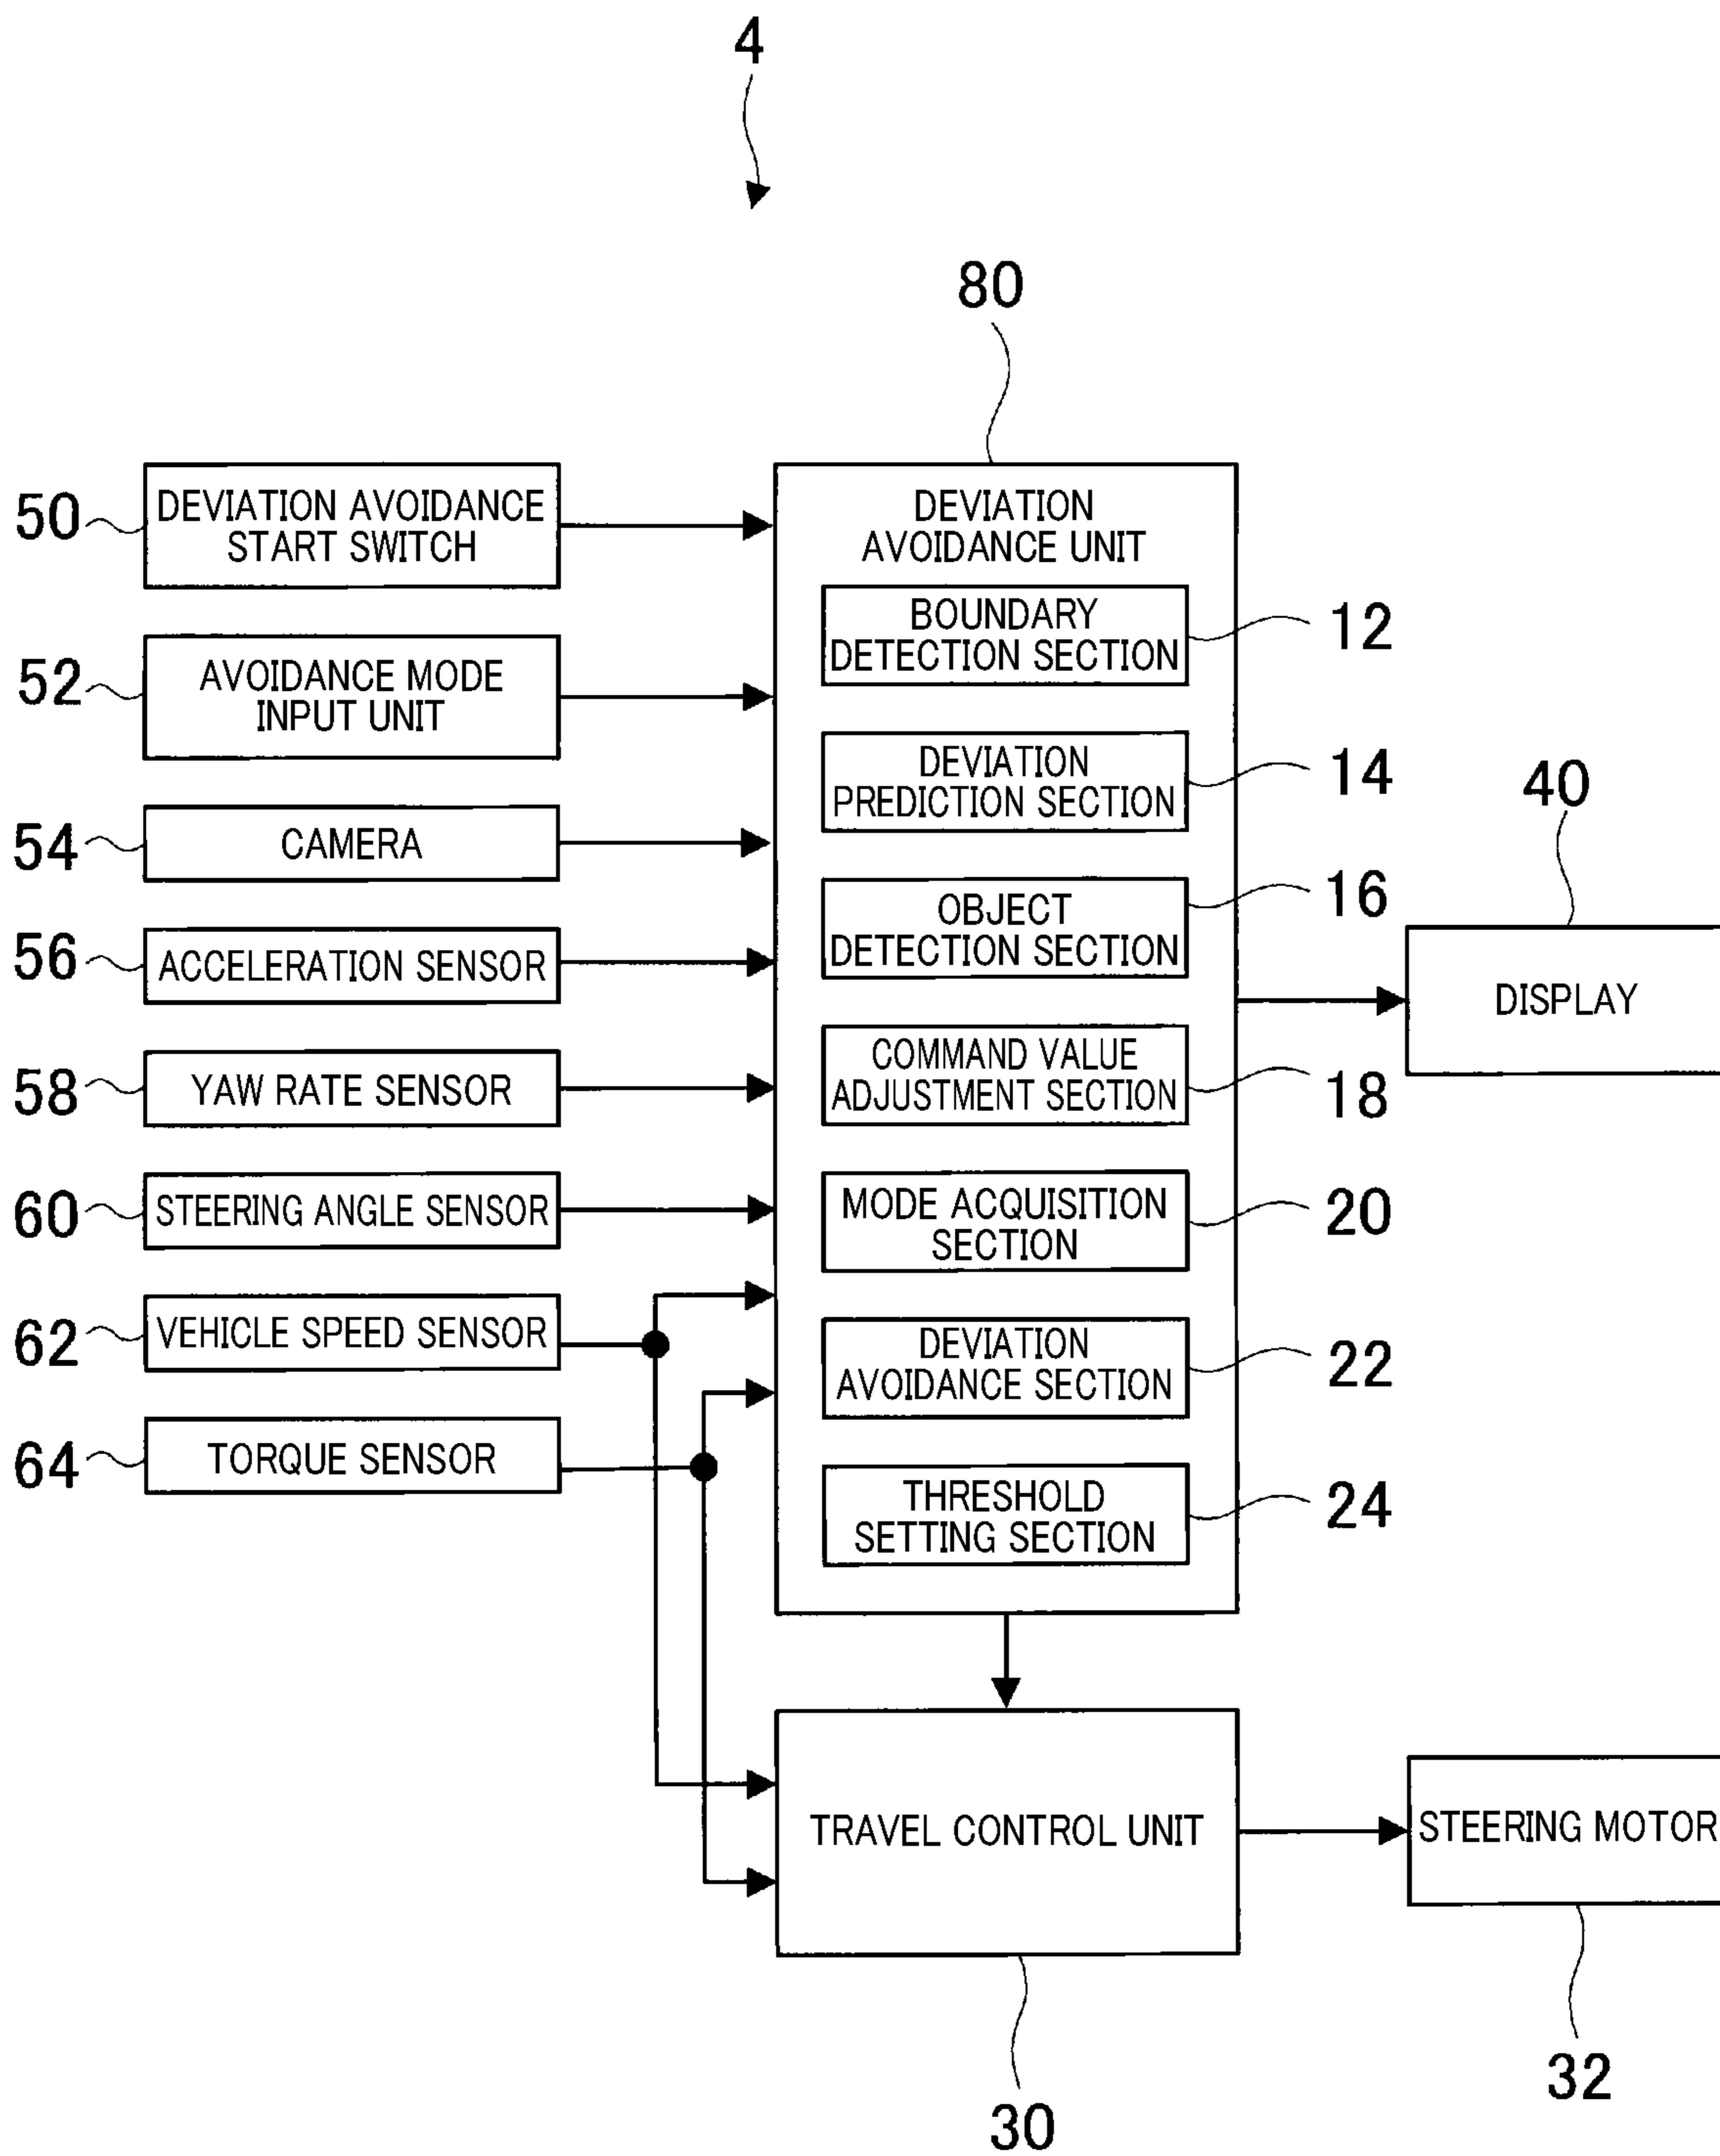 4
80
50
DEVIATION AVOIDANCE
START SWITCH
52
AVOIDANCE MODE
INPUT UNIT
54
CAMERA
56
ACCELERATION SENSOR
58
YAW RATE SENSOR
60
STEERING ANGLE SENSOR
62
VEHICLE SPEED SENSOR
64
TORQUE SENSOR
DEVIATION
AVOIDANCE UNIT
BOUNDARY
DETECTION SECTION
12
DEVIATION
PREDICTION SECTION
14
OBJECT
DETECTION SECTION
16
COMMAND VALUE
ADJUSTMENT SECTION
18
MODE ACQUISITION
SECTION
20
DEVIATION
AVOIDANCE SECTION
22
THRESHOLD
SETTING SECTION
24
40
DISPLAY
TRAVEL CONTROL UNIT
30
STEERING MOTOR
32